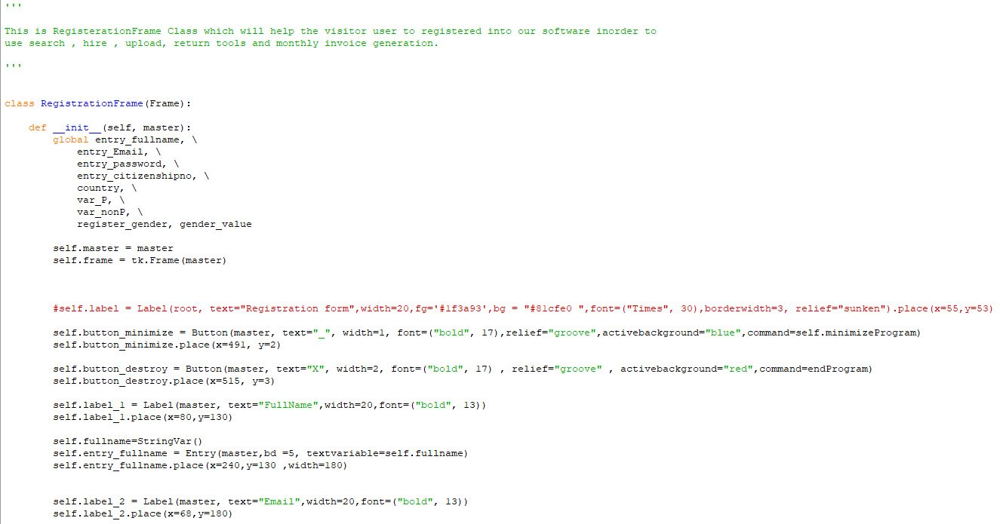 '''
This is RegisterationFrame Class which will help the visitor user to registered into our software inorder to
use search , hire , upload, return tools and monthly invoice generation.
'''
class RegistrationFrame(Frame):
    def __init__(self, master):
        global entry_fullname, \
            entry_Email, \
            entry_password, \
            entry_citizenshipno, \
            country, \
            var_P, \
            var_nonP, \
            register_gender, gender_value
        self.master = master
        self.frame = tk.Frame(master)
        #self.label = Label(root, text="Registration form",width=20,fg='#1f3a93',bg = "#81cfe0 ",font=("Times", 30),borderwidth=3, relief="sunken").place(x=55,y=53)
        self.button_minimize = Button(master, text="_", width=1, font=("bold", 17),relief="groove",activebackground="blue",command=self.minimizeProgram)
        self.button_minimize.place(x=491, y=2)
        self.button_destroy = Button(master, text="X", width=2, font=("bold", 17) , relief="groove" , activebackground="red",command=endProgram)
        self.button_destroy.place(x=515, y=3)
        self.label_1 = Label(master, text="FullName",width=20,font=("bold", 13))
        self.label_1.place(x=80,y=130)
        self.fullname=StringVar()
        self.entry_fullname = Entry(master,bd =5, textvariable=self.fullname)
        self.entry_fullname.place(x=240,y=130 ,width=180)
        self.label_2 = Label(master, text="Email",width=20,font=("bold", 13))
        self.label_2.place(x=68,y=180)